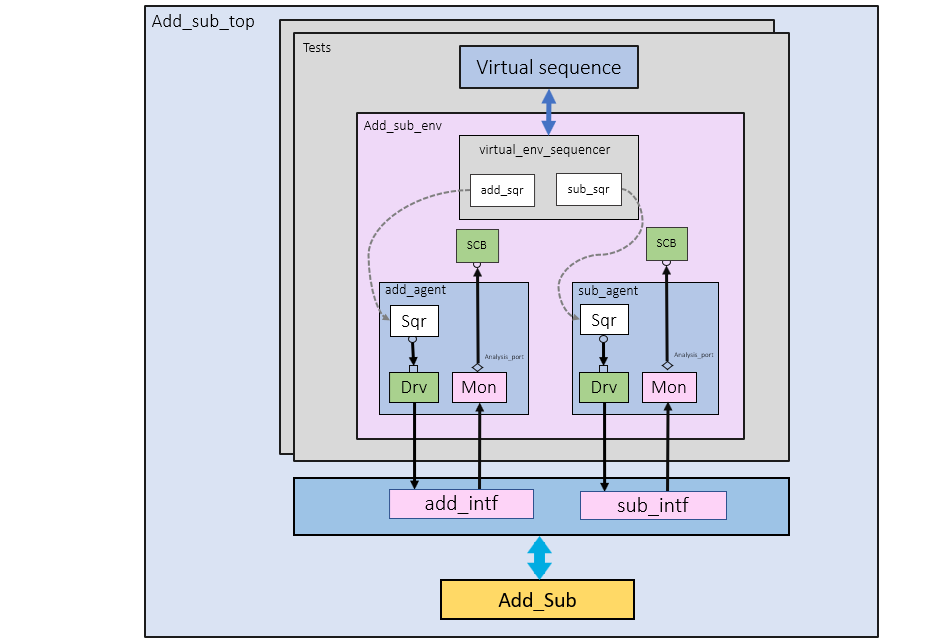 Add_sub_top
Tests
Virtual sequence
Add_sub_env
virtual_env_sequencer
add_sqr
sub_sqr
SCB
SCB
add_agent
sub_agent
Sqr
Sqr
Analysis_port
Analysis_port
Drv
Mon
Drv
Mon
add_intf
sub_intf
Add_Sub